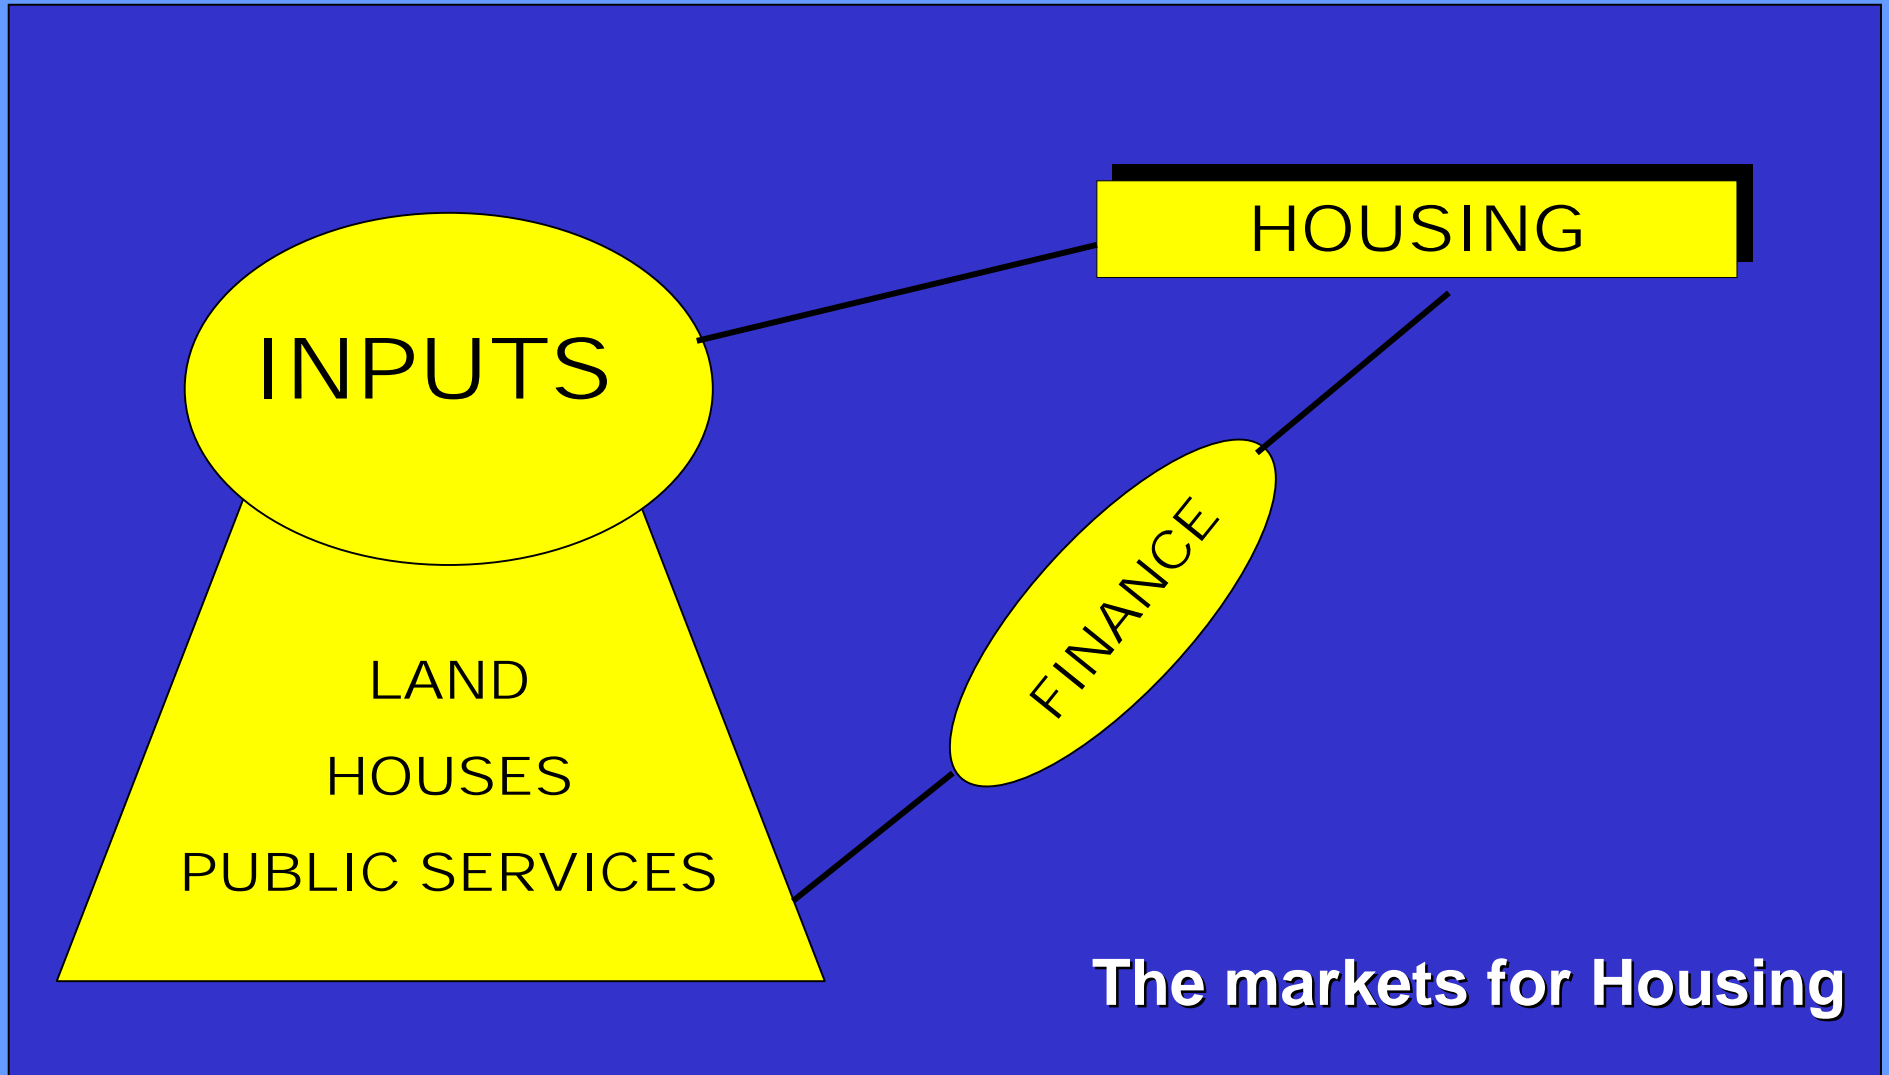 HOUSING
INPUTS
FINANCE
LAND
HOUSES
PUBLIC SERVICES
The markets for Housing